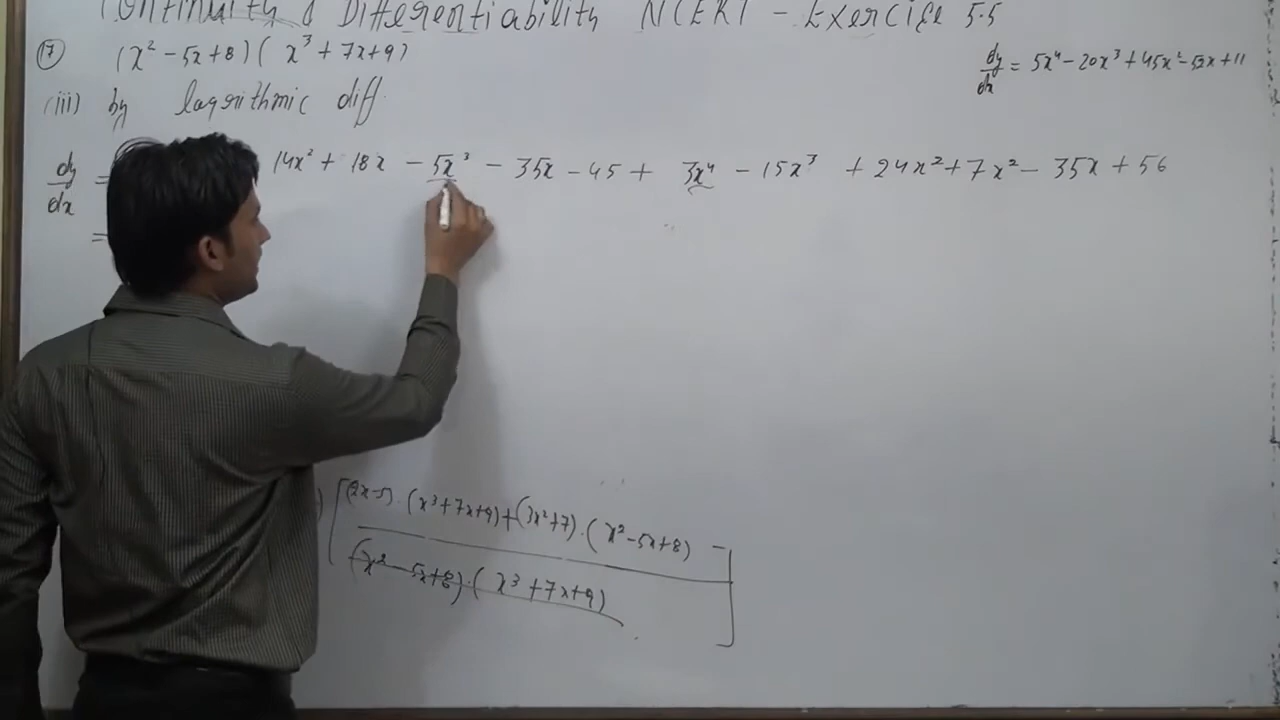 Continuity & Differentiability NCERT - Exercise 5.5
17 (x² - 5x + 8) ( x³ + 7x + 9)
dy/dx = 5x⁴ - 20x³ + 45x² - 52x + 11
(iii) by logarithmic diff.
dy/dx = 14x² + 18x - 5x³ - 35x - 45 + 3x⁴ - 15x³ + 24x² + 7x² - 35x + 56
=
[(2x-5).(x³+7x+9)+(3x²+7).(x²-5x+8)
(x²-5x+8).(x³+7x+9)]